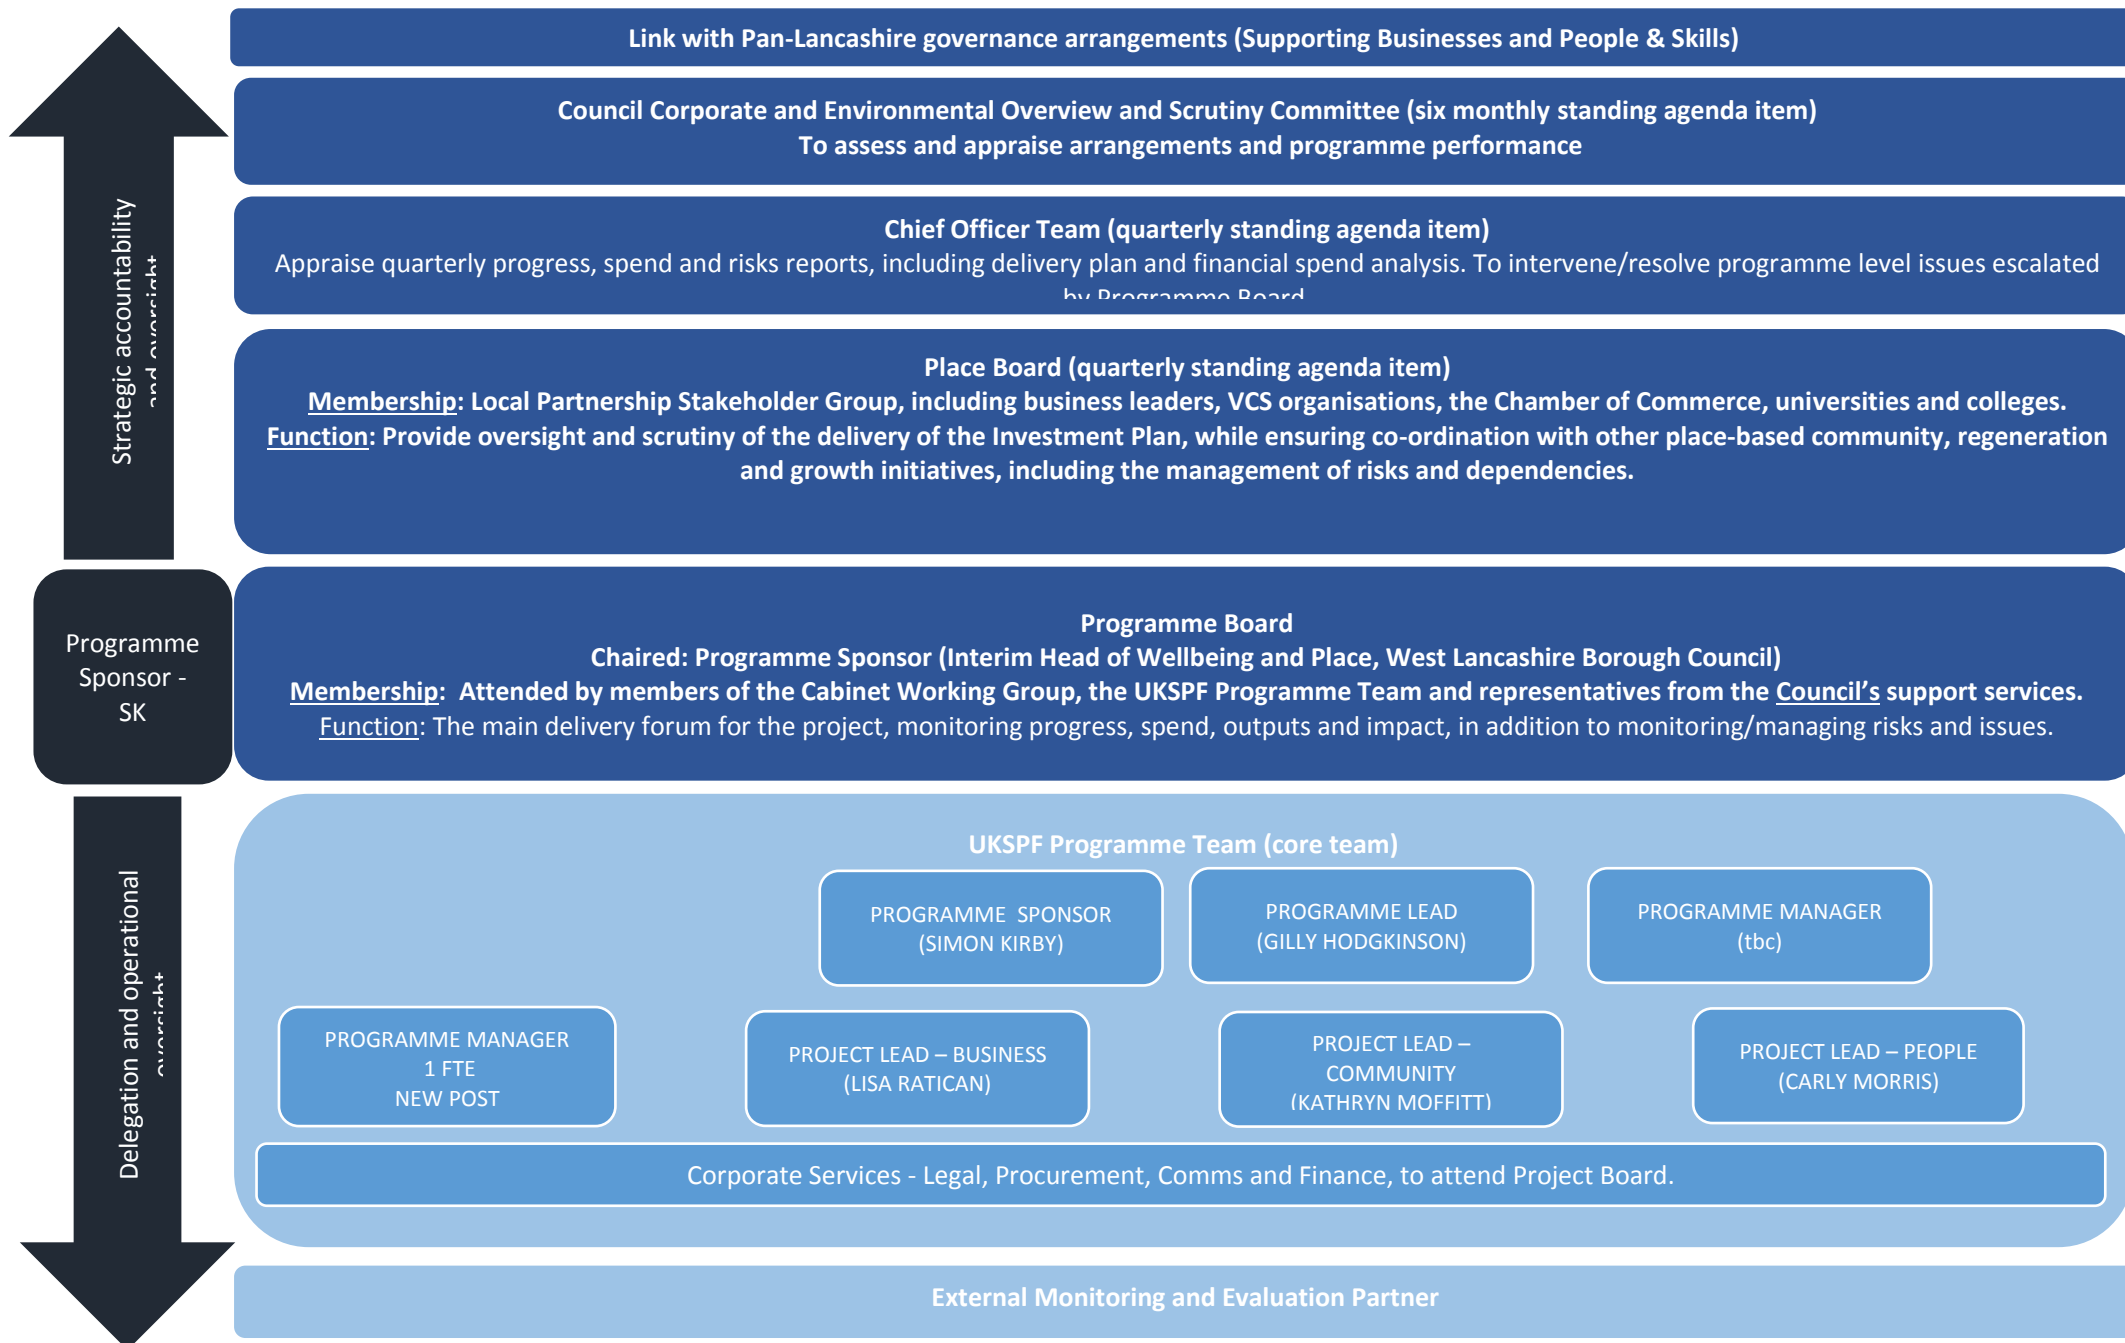 Link with Pan-Lancashire governance arrangements (Supporting Businesses and People & Skills)
Council Corporate and Environmental Overview and Scrutiny Committee (six monthly standing agenda item)
To assess and appraise arrangements and programme performance
Chief Officer Team (quarterly standing agenda item)
Appraise quarterly progress, spend and risks reports, including delivery plan and financial spend analysis. To intervene/resolve programme level issues escalated
by Programme Board
Place Board (quarterly standing agenda item)
Membership: Local Partnership Stakeholder Group, including business leaders, VCS organisations, the Chamber of Commerce, universities and colleges.
Function: Provide oversight and scrutiny of the delivery of the Investment Plan, while ensuring co-ordination with other place-based community, regeneration
and growth initiatives, including the management of risks and dependencies.
Strategic accountability
and oversight
Programme
Sponsor -
SK
Programme Board
Chaired: Programme Sponsor (Interim Head of Wellbeing and Place, West Lancashire Borough Council)
Membership:  Attended by members of the Cabinet Working Group, the UKSPF Programme Team and representatives from the Council's support services.
Function: The main delivery forum for the project, monitoring progress, spend, outputs and impact, in addition to monitoring/managing risks and issues.
Delegation and operational
oversight
UKSPF Programme Team (core team)
PROGRAMME  SPONSOR
(SIMON KIRBY)
PROGRAMME LEAD
(GILLY HODGKINSON)
PROGRAMME MANAGER
(tbc)
PROGRAMME MANAGER
1 FTE
NEW POST
PROJECT LEAD – BUSINESS
(LISA RATICAN)
PROJECT LEAD –
COMMUNITY
(KATHRYN MOFFITT)
PROJECT LEAD – PEOPLE
(CARLY MORRIS)
Corporate Services - Legal, Procurement, Comms and Finance, to attend Project Board.
External Monitoring and Evaluation Partner